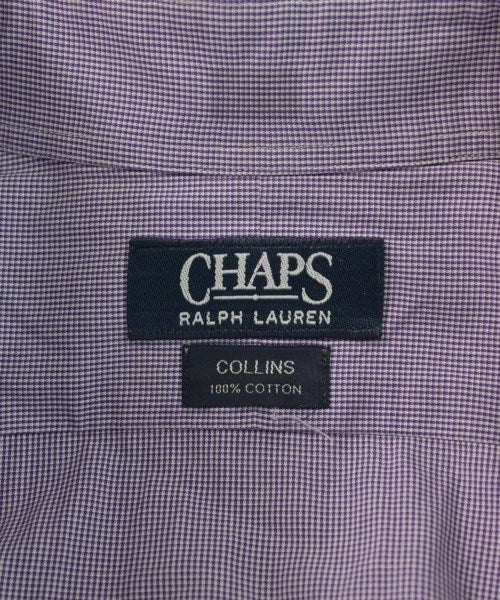 CHAPS
RALPH LAUREN
COLLINS
100% COTTON